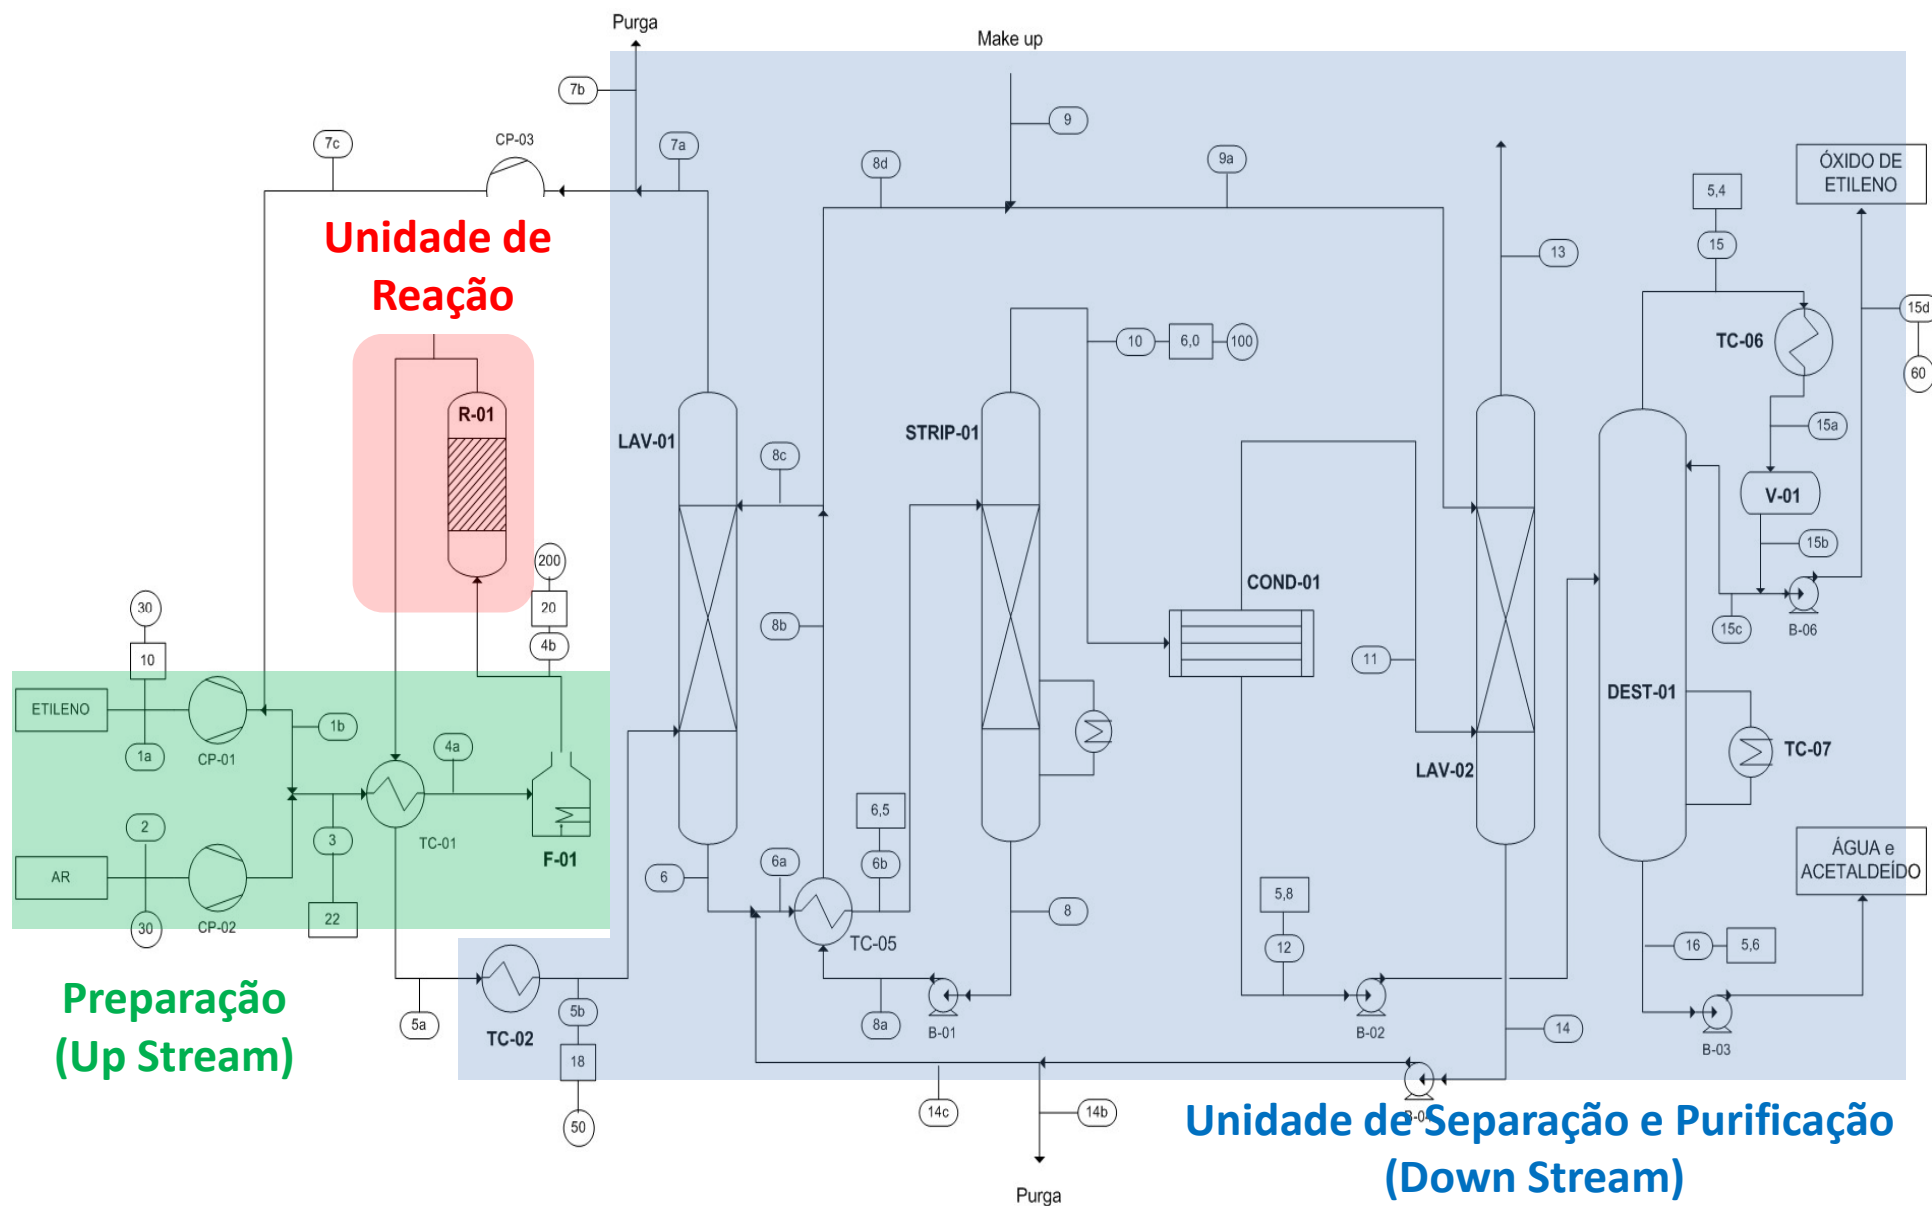 Purga
Make up
7b
9
7c
CP-03
7a
8d
9a
ÓXIDO DE
ETILENO
5,4
15
13
15d
60
Unidade de
Reação
10
6,0
100
TC-06
R-01
LAV-01
STRIP-01
15a
8c
V-01
15b
200
20
4b
COND-01
30
10
8b
15c
B-06
11
ETILENO
1a
CP-01
1b
4a
DEST-01
TC-07
LAV-02
2
AR
30
CP-02
3
22
TC-01
F-01
6
6a
6,5
6b
TC-05
8
5,8
12
ÁGUA e
ACETALDEÍDO
16
5,6
Preparação
(Up Stream)
5a
TC-02
5b
18
50
8a
B-01
B-02
14
B-03
14c
14b
Purga
Unidade de Separação e Purificação
(Down Stream)